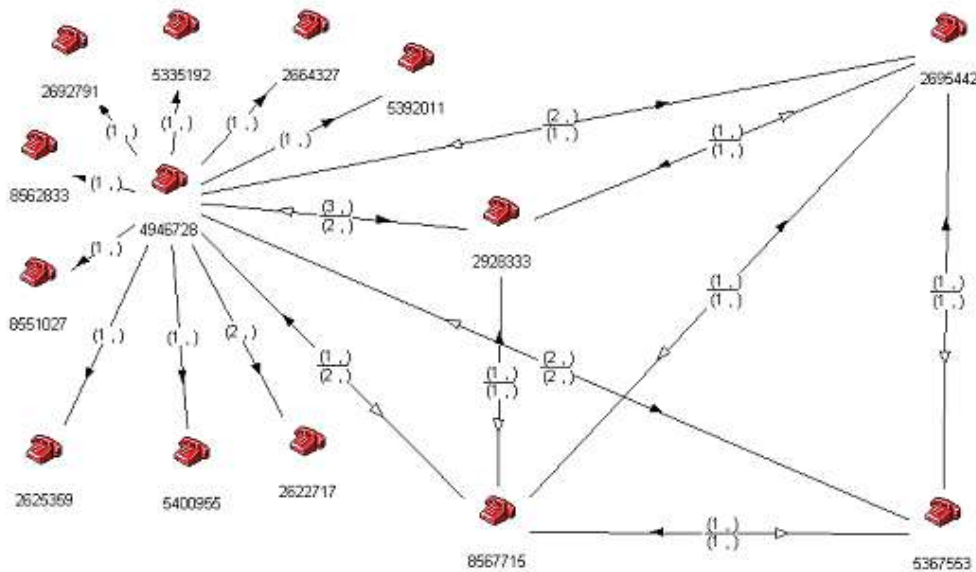 2692791
5335192
2664327
5392011
2695442
(1 , )
(1 , )
(1 , )
(1 , )
(2 , )
(1 , )
(1 , )
(1 , )
8562833
(1 , )
4946728
(3 , )
(2 , )
2928333
8551027
(1 , )
(1 , )
(1 , )
(2 , )
(1 , )
(2 , )
(1 , )
(1 , )
(2 , )
(2 , )
(1 , )
(1 , )
(1 , )
(1 , )
2625359
5400955
2622717
8567715
(1 , )
(1 , )
5367553